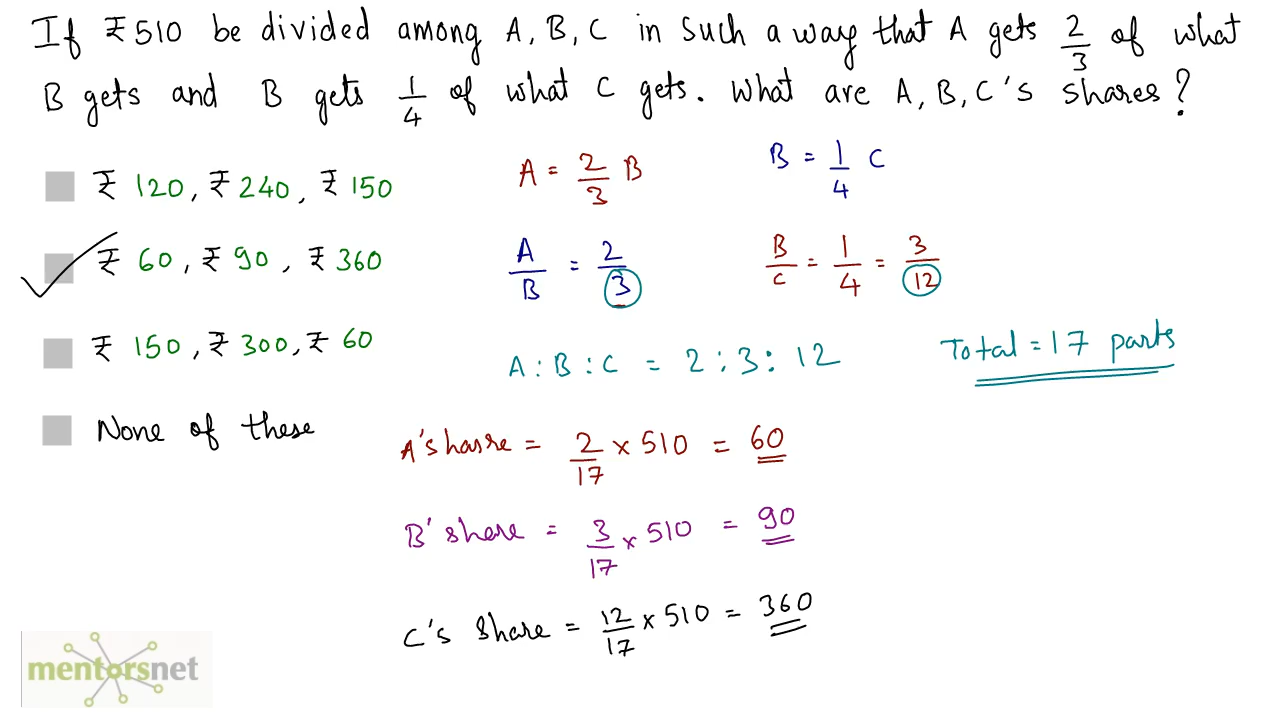 If ₹510 be divided among A, B, C in such a way that A gets 2/3 of what
B gets and B gets 1/4 of what C gets. What are A, B, C's shares?
₹ 120, ₹ 240, ₹ 150
₹ 60, ₹ 90, ₹ 360
₹ 150, ₹ 300, ₹ 60
None of these
A = 2/3 B
B = 1/4 C
A/B = 2/3
B/C = 1/4 = 3/12
A : B : C = 2 : 3 : 12
Total = 17 parts
A'sharre = 2/17 × 510 = 60
B' share = 3/17 × 510 = 90
C's share = 12/17 × 510 = 360
mentorsnet